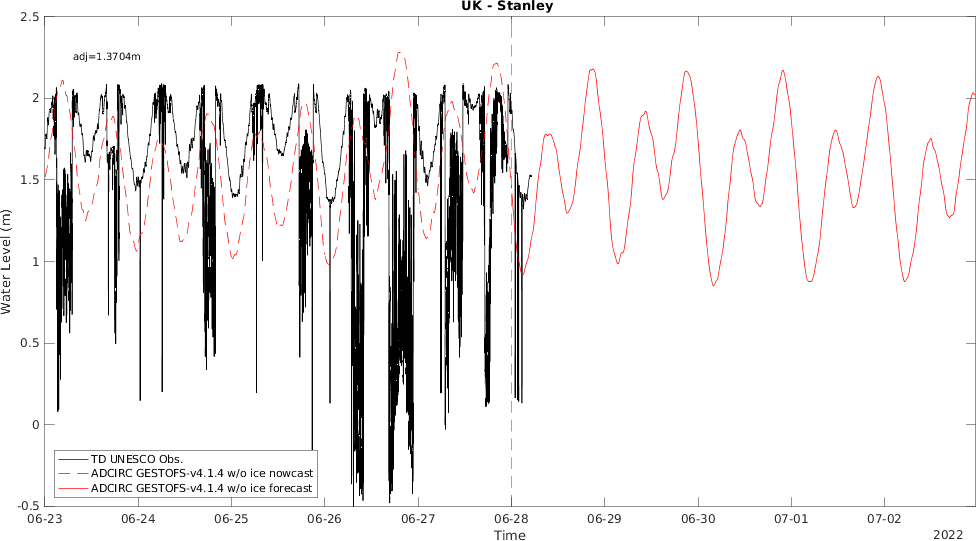 UK - Stanley
adj=1.3704m
2.5
2
1.5
1
0.5
0
-0.5
Water Level (m)
TD UNESCO Obs.
ADCIRC GESTOFS-v4.1.4 w/o ice nowcast
ADCIRC GESTOFS-v4.1.4 w/o ice forecast
06-23 06-24 06-25 06-26 06-27 06-28 06-29 06-30 07-01 07-02
Time
2022